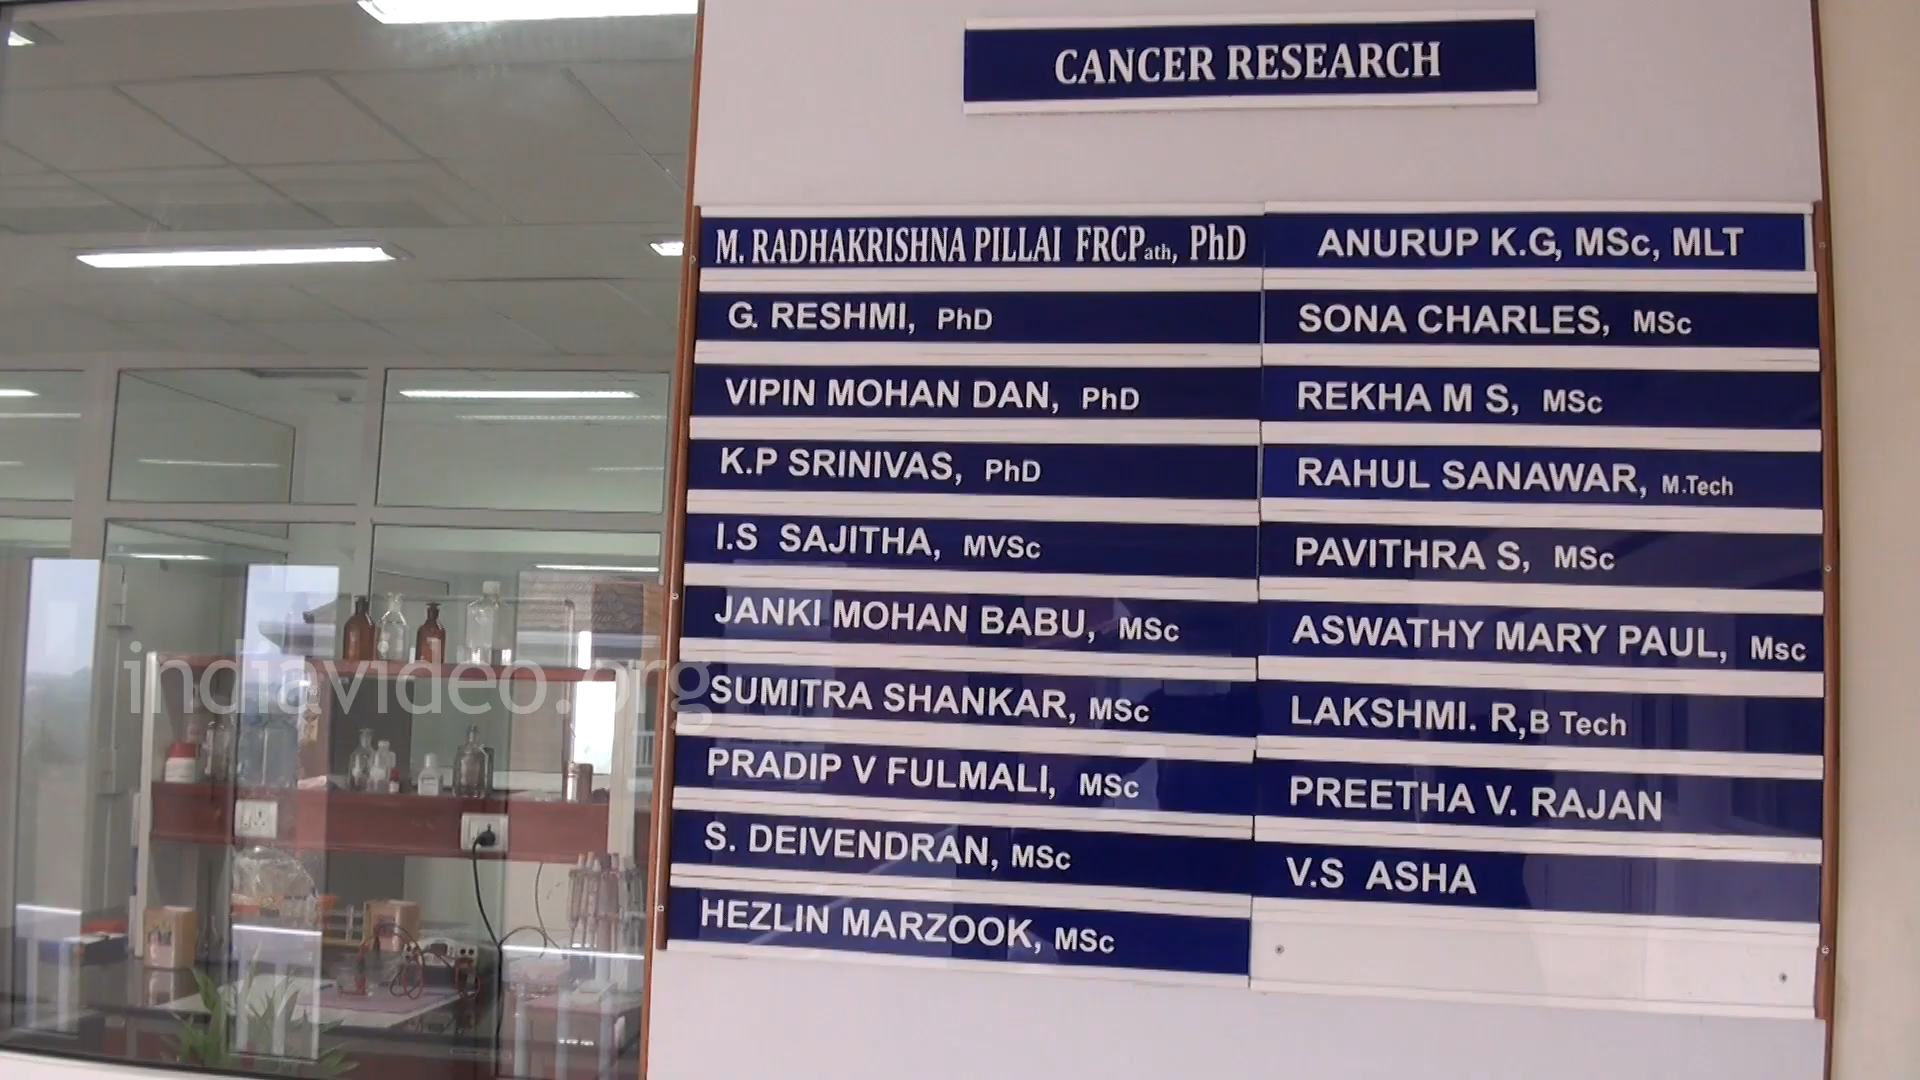 CANCER RESEARCH
M. RADHAKRISHNA PILLAI FRCPath, PhD
G. RESHMI, PhD
VIPIN MOHAN DAN, PhD
K.P SRINIVAS, PhD
I.S SAJITHA, MVSc
JANKI MOHAN BABU, MSc
SUMITRA SHANKAR, MSc
PRADIP V FULMALI, MSc
S. DEIVENDRAN, MSc
HEZLIN MARZOOK, MSc
ANURUP K.G, MSc, MLT
SONA CHARLES, MSc
REKHA M S, MSc
RAHUL SANAWAR, M.Tech
PAVITHRA S, MSc
ASWATHY MARY PAUL, Msc
LAKSHMI. R,B Tech
PREETHA V. RAJAN
V.S ASHA
indiavideo.org